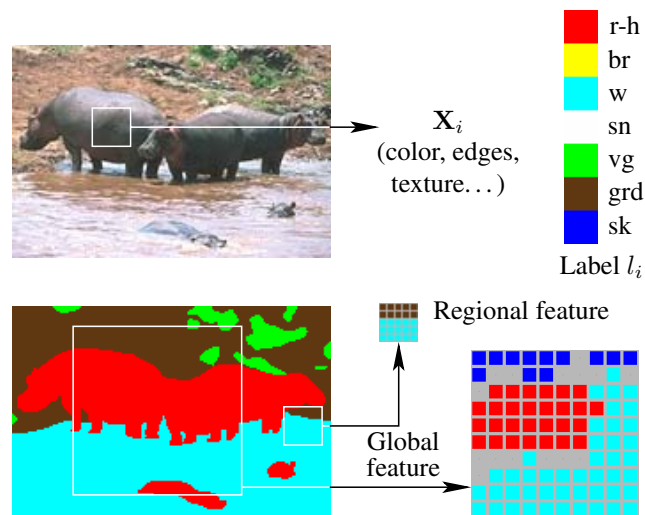 r-h
br
w
sn
vg
grd
sk
Label l_i
X_i
(color, edges,
texture...)
Regional feature
Global
feature